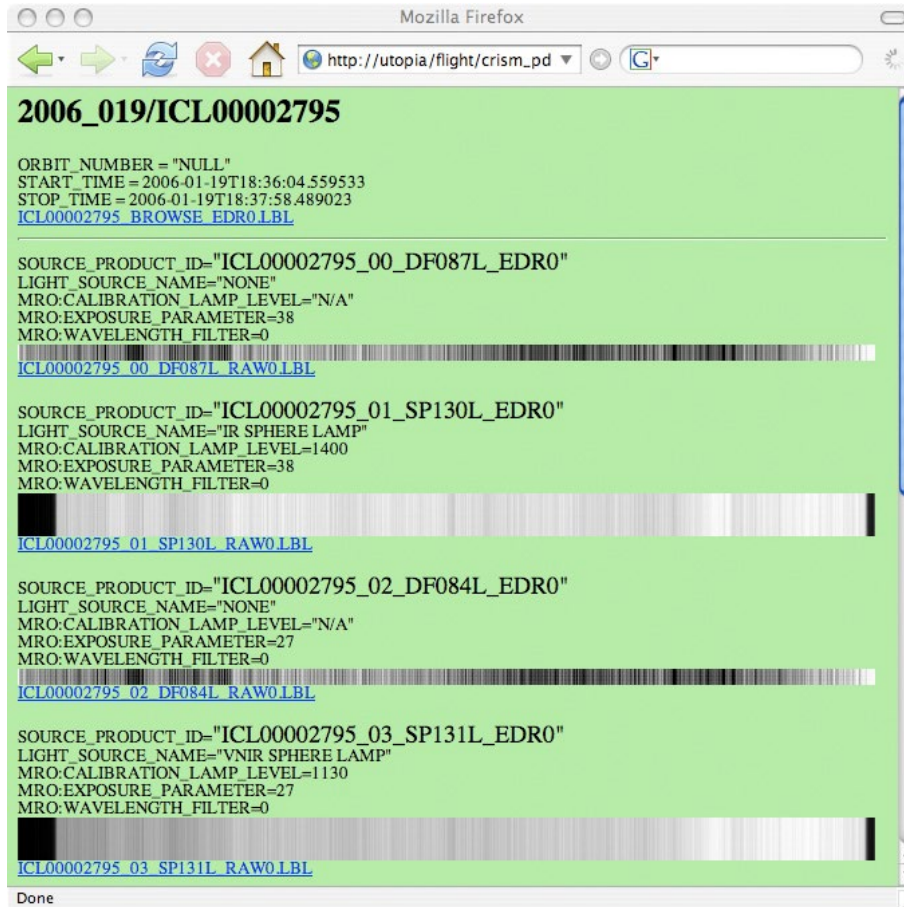 Mozilla Firefox
http://utopia/flight/crism_pd
G
2006_019/ICL00002795
ORBIT_NUMBER = "NULL"
START_TIME = 2006-01-19T18:36:04.559533
STOP_TIME = 2006-01-19T18:37:58.489023
ICL00002795_BROWSE_EDR0.LBL
SOURCE_PRODUCT_ID="ICL00002795_00_DF087L_EDR0"
LIGHT_SOURCE_NAME="NONE"
MRO:CALIBRATION_LAMP_LEVEL="N/A"
MRO:EXPOSURE_PARAMETER=38
MRO:WAVELENGTH_FILTER=0
ICL00002795_00_DF087L_RAW0.LBL
SOURCE_PRODUCT_ID="ICL00002795_01_SP130L_EDR0"
LIGHT_SOURCE_NAME="IR SPHERE LAMP"
MRO:CALIBRATION_LAMP_LEVEL=1400
MRO:EXPOSURE_PARAMETER=38
MRO:WAVELENGTH_FILTER=0
ICL00002795_01_SP130L_RAW0.LBL
SOURCE_PRODUCT_ID="ICL00002795_02_DF084L_EDR0"
LIGHT_SOURCE_NAME="NONE"
MRO:CALIBRATION_LAMP_LEVEL="N/A"
MRO:EXPOSURE_PARAMETER=27
MRO:WAVELENGTH_FILTER=0
ICL00002795_02_DF084L_RAW0.LBL
SOURCE_PRODUCT_ID="ICL00002795_03_SP131L_EDR0"
LIGHT_SOURCE_NAME="VNIR SPHERE LAMP"
MRO:CALIBRATION_LAMP_LEVEL=1130
MRO:EXPOSURE_PARAMETER=27
MRO:WAVELENGTH_FILTER=0
ICL00002795_03_SP131L_RAW0.LBL
Done